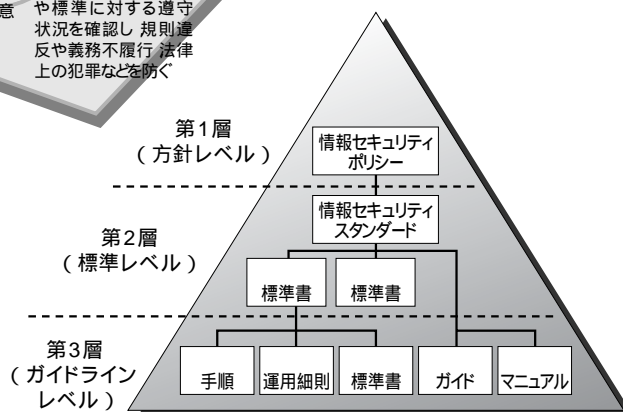 意
や標準に対する遵守
状況を確認し 規則違
反や義務不履行 法律
上の犯罪などを防ぐ
第1層
(方針レベル)
情報セキュリティ
ポリシー
第2層
(標準レベル)
情報セキュリティ
スタンダード
標準書 標準書
第3層
(ガイドライン
レベル)
手順 運用細則 標準書 ガイド マニュアル